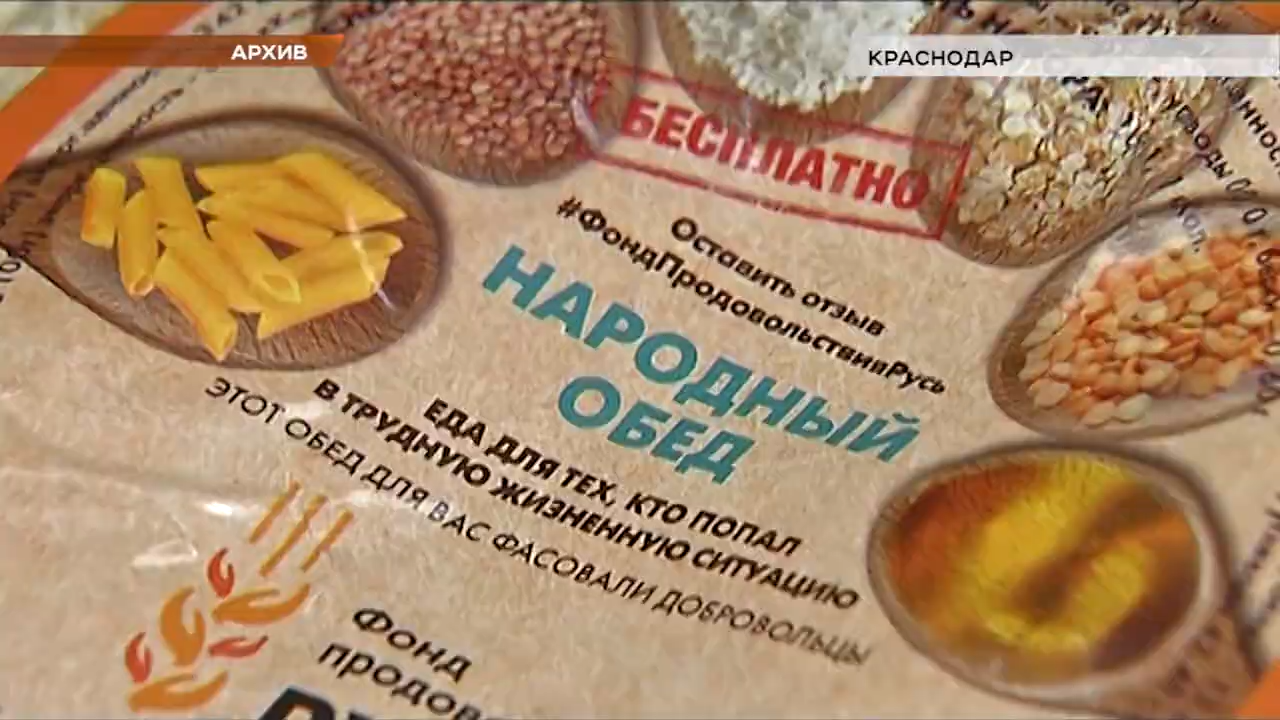 АРХИВ
КРАСНОДАР
БЕСПЛАТНО
Оставить отзыв
#ФондПродовольствияРусь
НАРОДНЫЙ
ОБЕД
ЕДА ДЛЯ ТЕХ, КТО ПОПАЛ
В ТРУДНУЮ ЖИЗНЕННУЮ СИТУАЦИЮ
ЭТОТ ОБЕД ДЛЯ ВАС ФАСОВАЛИ ДОБРОВОЛЬЦЫ
Фонд